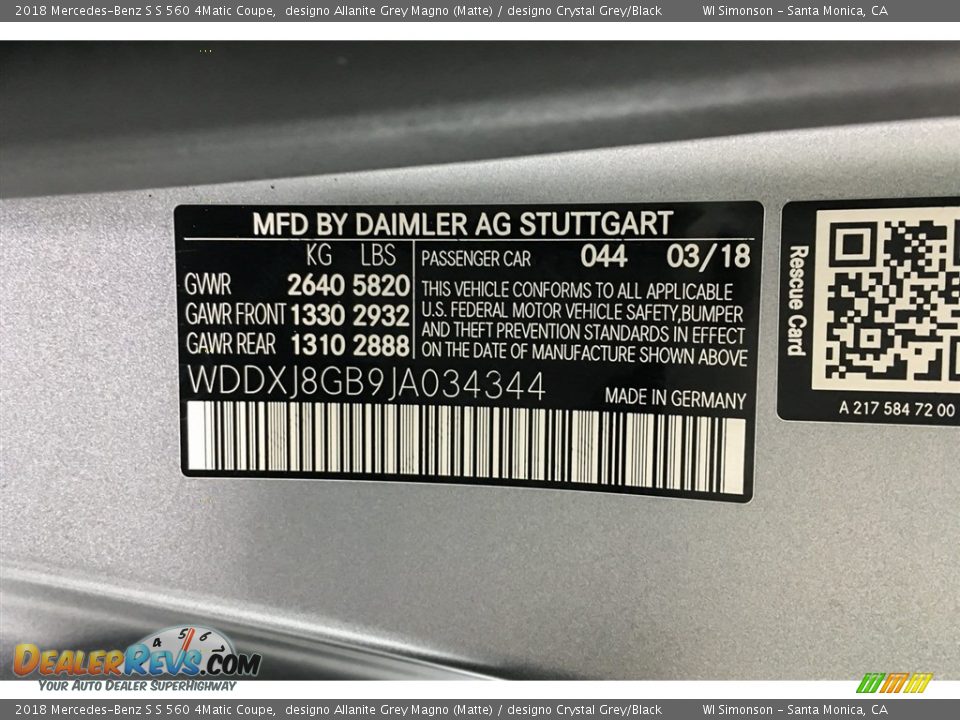 2018 Mercedes-Benz S S 560 4Matic Coupe, designo Allanite Grey Magno (Matte) / designo Crystal Grey/Black WI Simonson - Santa Monica, CA
MFD BY DAIMLER AG STUTTGART
KG LBS
GVWR 2640 5820
GAWR FRONT 1330 2932
GAWR REAR 1310 2888
PASSENGER CAR 044 03/18
THIS VEHICLE CONFORMS TO ALL APPLICABLE
U.S. FEDERAL MOTOR VEHICLE SAFETY,BUMPER
AND THEFT PREVENTION STANDARDS IN EFFECT
ON THE DATE OF MANUFACTURE SHOWN ABOVE
WDDXJ8GB9JA034344
MADE IN GERMANY
Rescue Card
A 217 584 72 00
4 5 6 7
DEALERREVS.COM
YOUR AUTO DEALER SUPERHIGHWAY
2018 Mercedes-Benz S S 560 4Matic Coupe, designo Allanite Grey Magno (Matte) / designo Crystal Grey/Black WI Simonson - Santa Monica, CA